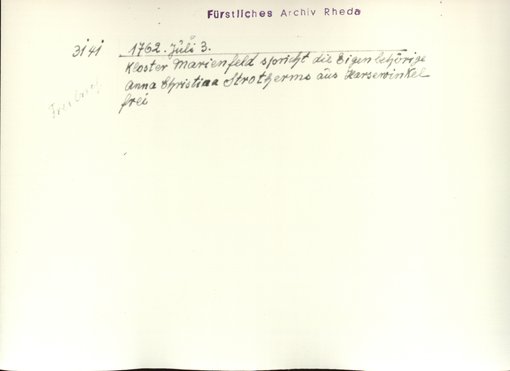 Fürstliches Archiv Rheda
3141 1762. Juli 3.
Kloster Marienfeld spricht die Eigenbehörige
Anna Christina Strotherms aus Harsewinkel
frei